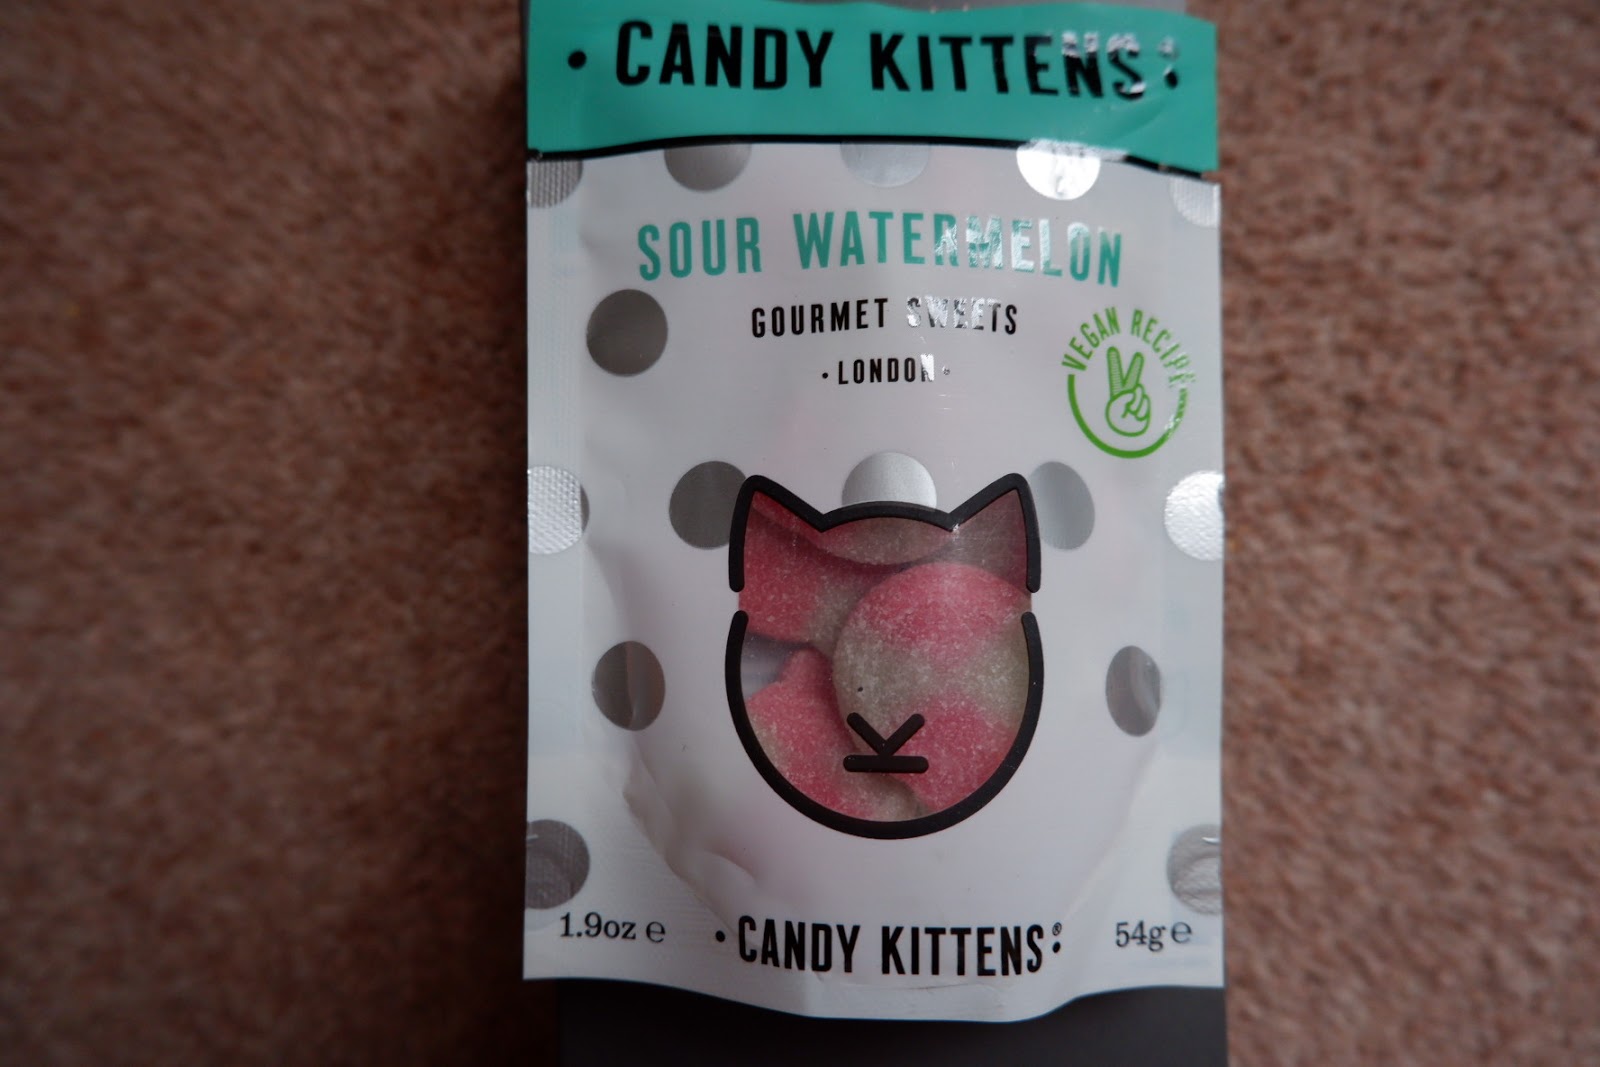 · CANDY KITTENS :
SOUR WATERMELON
GOURMET SWEETS
· LONDON ·
VEGAN RECIPE
K
1.9oz ℮
· CANDY KITTENS® :
54g ℮